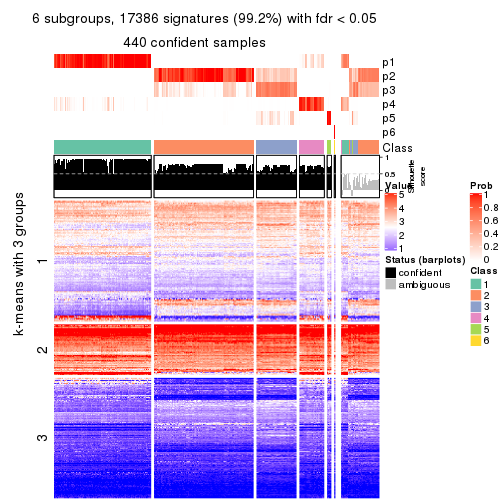 6 subgroups, 17386 signatures (99.2%) with fdr < 0.05
440 confident samples
p1
p2
p3
p4
p5
p6
Class
1
0.5
0
Silhouette
score
k-means with 3 groups
1
2
3
Value
5
4
3
2
1
Status (barplots)
confident
ambiguous
Prob
1
0.8
0.6
0.4
0.2
0
Class
1
2
3
4
5
6